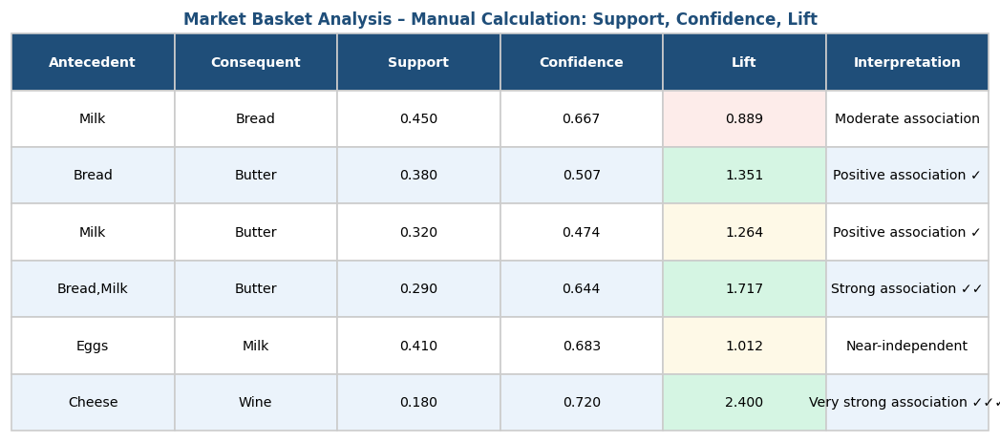 Market Basket Analysis – Manual Calculation: Support, Confidence, Lift
Antecedent Consequent Support Confidence Lift Interpretation
Milk Bread 0.450 0.667 0.889 Moderate association
Bread Butter 0.380 0.507 1.351 Positive association ✓
Milk Butter 0.320 0.474 1.264 Positive association ✓
Bread,Milk Butter 0.290 0.644 1.717 Strong association ✓✓
Eggs Milk 0.410 0.683 1.012 Near-independent
Cheese Wine 0.180 0.720 2.400 Very strong association ✓✓✓